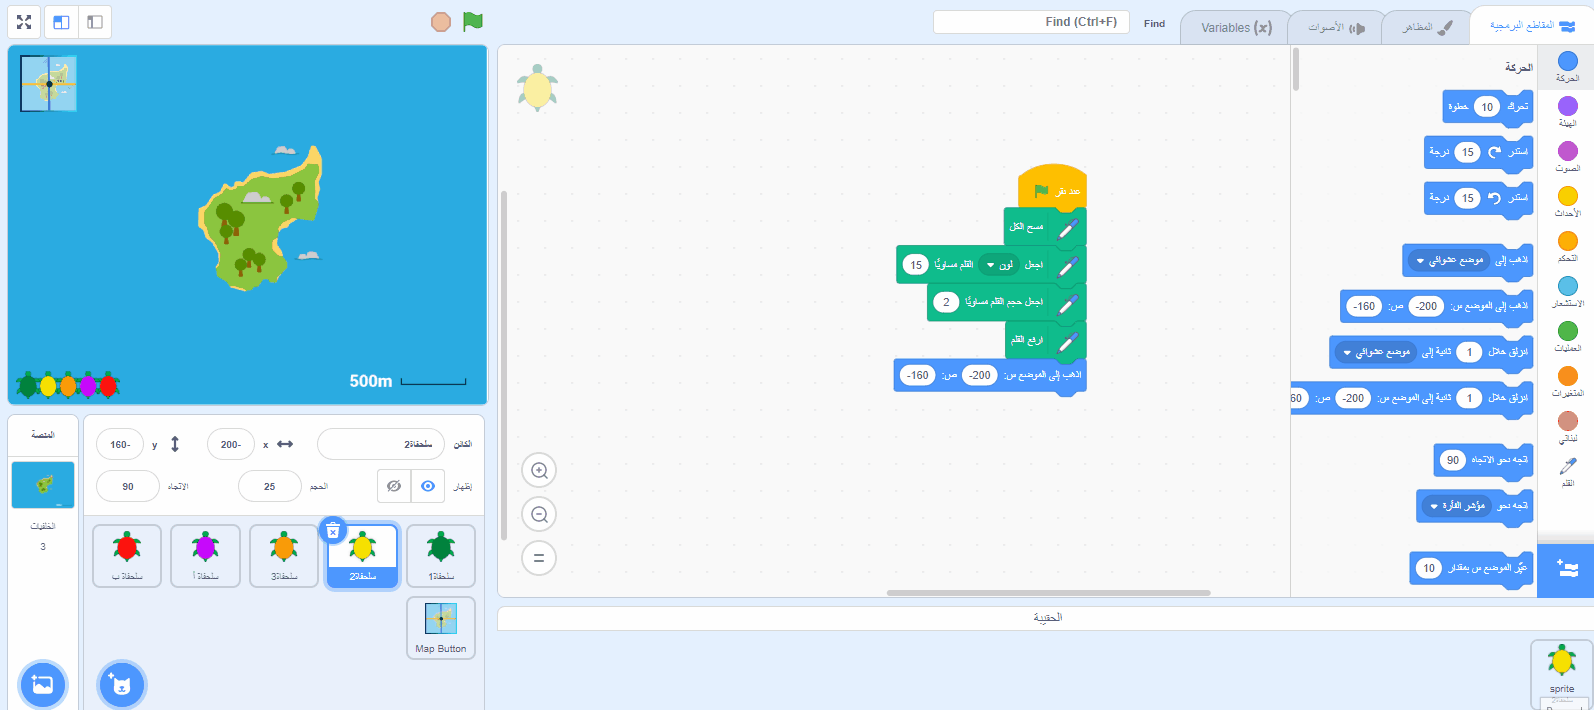 المقاطع البرمجية
المظاهر
الأصوات
Variables (x)
Find
Find (Ctrl+F)
الحركة
الهيئة
الصوت
الأحداث
التحكم
الاستشعار
العمليات
المتغيرات
لبناتي
القلم
الحركة
تحرك 10 خطوة
استدر 15 درجة
استدر 15 درجة
اذهب إلى موضع عشوائي
اذهب إلى الموضع س: -200 ص: -160
انزلق خلال 1 ثانية إلى موضع عشوائي
انزلق خلال 1 ثانية إلى الموضع س: -200 ص: 60
اتجه نحو الاتجاه 90
اتجه نحو مؤشر الفأرة
غيّر الموضع س بمقدار 10
عند نقر
مسح الكل
اجعل لون القلم مساويًا 15
اجعل حجم القلم مساويًا 2
ارفع القلم
اذهب إلى الموضع س: -200 ص: -160
500m
الكائن سلحفاة2
x -200
y -160
إظهار
الحجم 25
الاتجاه 90
المنصة
الخلفيات
3
سلحفاة1
سلحفاة2
سلحفاة3
سلحفاة أ
سلحفاة ب
Map Button
الحقيبة
sprite
سلحفاة2